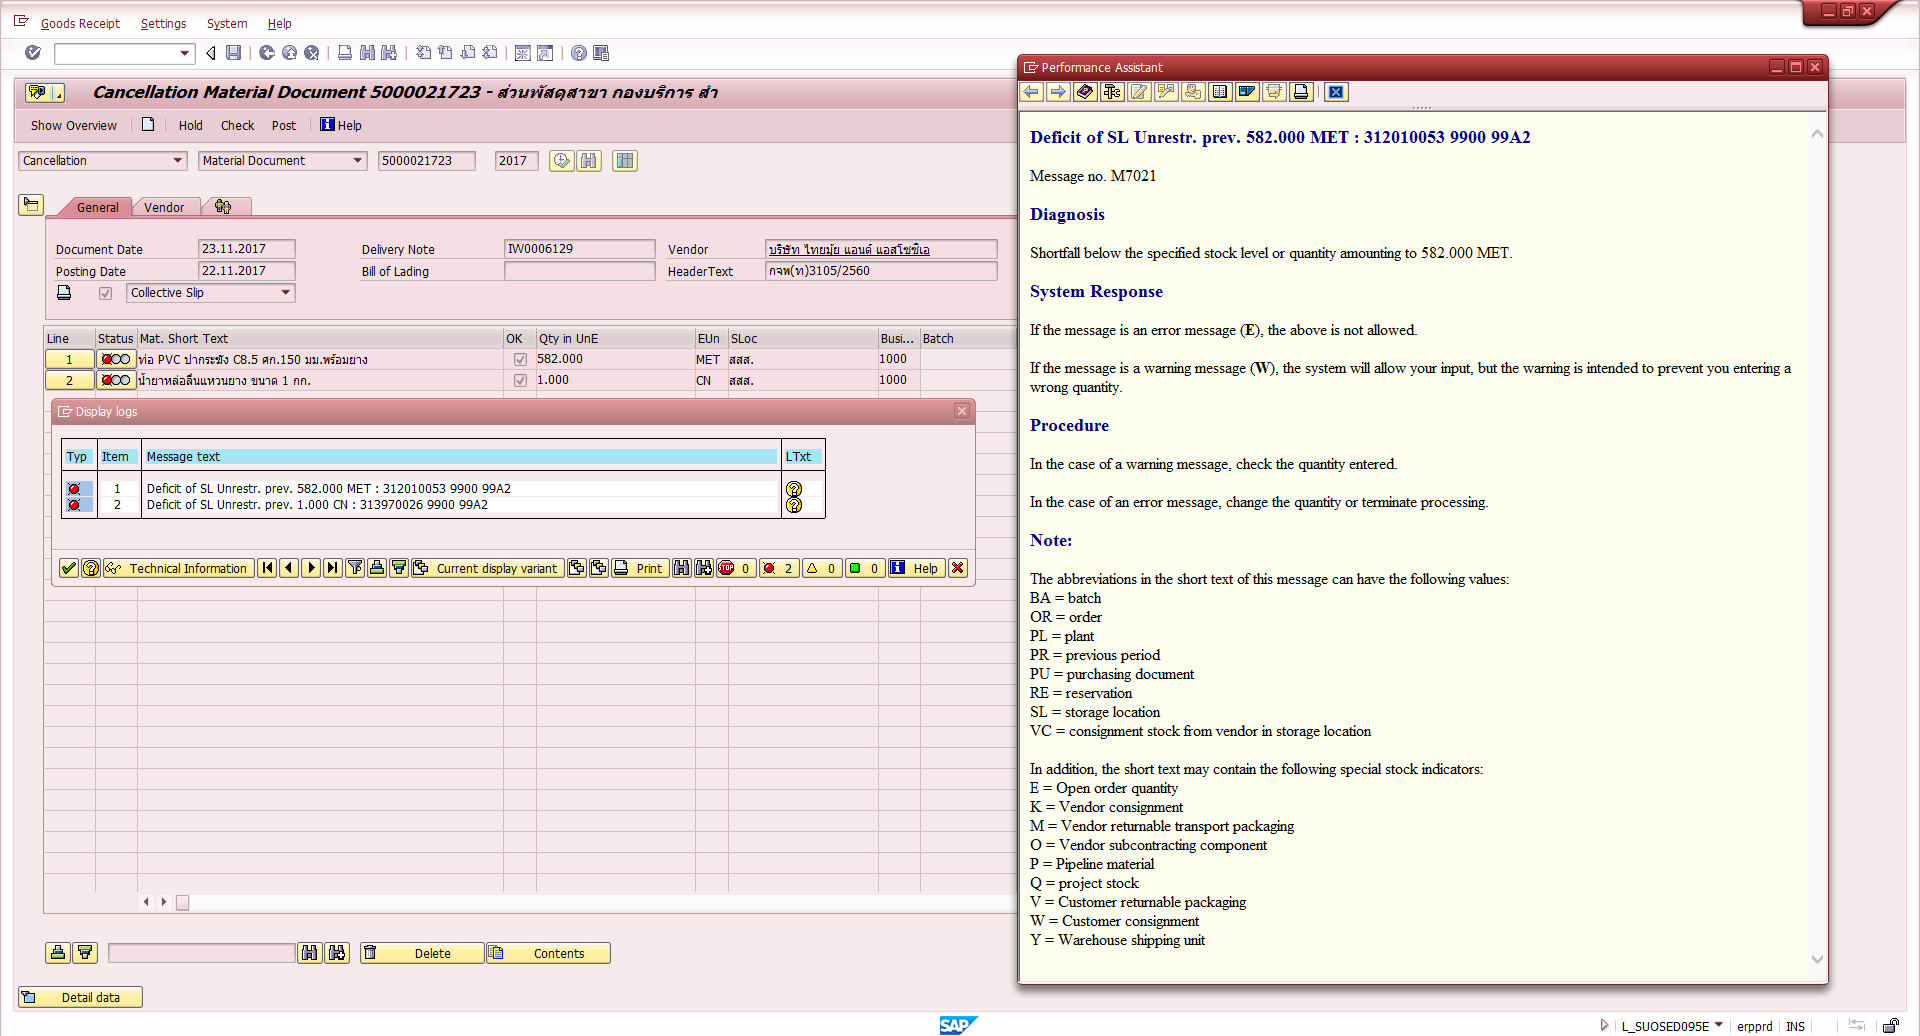 Goods Receipt Settings System Help
Cancellation Material Document 5000021723 - ส่วนพัสดุสาขา กองบริการ สำ
Show Overview Hold Check Post Help
Cancellation Material Document 5000021723 2017
General Vendor
Document Date 23.11.2017 Delivery Note IW0006129 Vendor บริษัท ไทยมุ้ย แอนด์ แอสโซซิเอ
Posting Date 22.11.2017 Bill of Lading HeaderText กจพ(ท)3105/2560
Collective Slip
Line Status Mat. Short Text OK Qty in UnE EUn SLoc Busi... Batch
1 ท่อ PVC ปากระฆัง C8.5 ศก.150 มม.พร้อมยาง 582.000 MET สสส. 1000
2 น้ำยาหล่อลื่นแหวนยาง ขนาด 1 กก. 1.000 CN สสส. 1000
Display logs
Typ Item Message text LTxt
1 Deficit of SL Unrestr. prev. 582.000 MET : 312010053 9900 99A2
2 Deficit of SL Unrestr. prev. 1.000 CN : 313970026 9900 99A2
Technical Information Current display variant Print STOP 0 2 0 0 Help
Delete Contents
Detail data
Performance Assistant
Deficit of SL Unrestr. prev. 582.000 MET : 312010053 9900 99A2
Message no. M7021
Diagnosis
Shortfall below the specified stock level or quantity amounting to 582.000 MET.
System Response
If the message is an error message (E), the above is not allowed.
If the message is a warning message (W), the system will allow your input, but the warning is intended to prevent you entering a
wrong quantity.
Procedure
In the case of a warning message, check the quantity entered.
In the case of an error message, change the quantity or terminate processing.
Note:
The abbreviations in the short text of this message can have the following values:
BA = batch
OR = order
PL = plant
PR = previous period
PU = purchasing document
RE = reservation
SL = storage location
VC = consignment stock from vendor in storage location
In addition, the short text may contain the following special stock indicators:
E = Open order quantity
K = Vendor consignment
M = Vendor returnable transport packaging
O = Vendor subcontracting component
P = Pipeline material
Q = project stock
V = Customer returnable packaging
W = Customer consignment
Y = Warehouse shipping unit
SAP
L_SUOSED095E erpprd INS